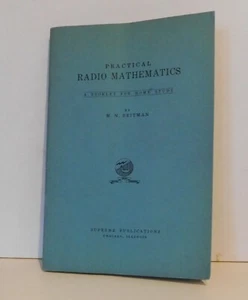 PRACTICAL
RADIO MATHEMATICS
A BOOKLET FOR HOME STUDY
BY
M. N. BEITMAN
SUPREME PUBLICATIONS
CHICAGO, ILLINOIS